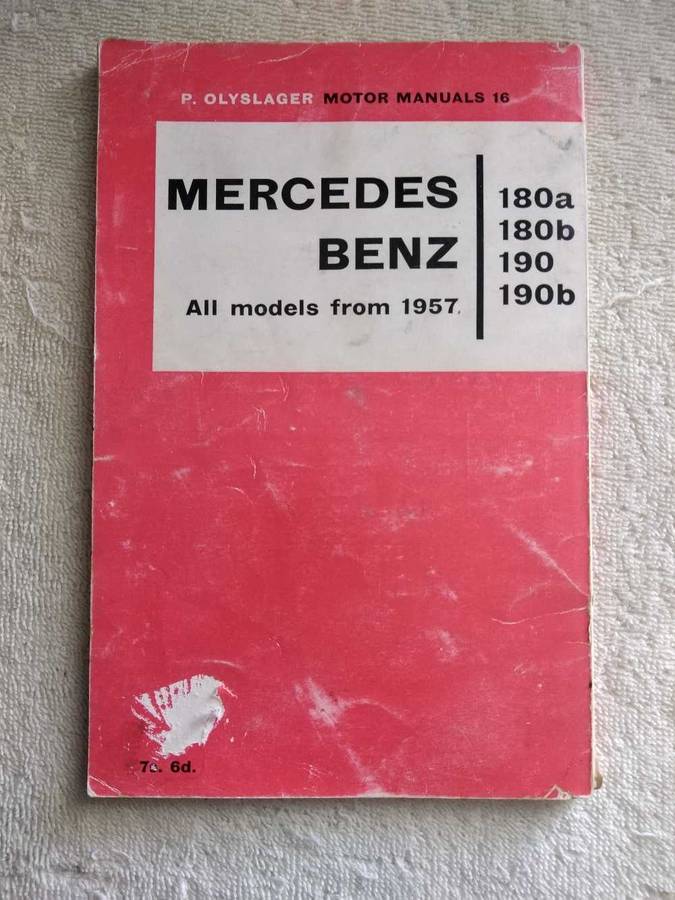 P. OLYSLAGER MOTOR MANUALS 16
MERCEDES
BENZ
All models from 1957.
180a
180b
190
190b
7s. 6d.